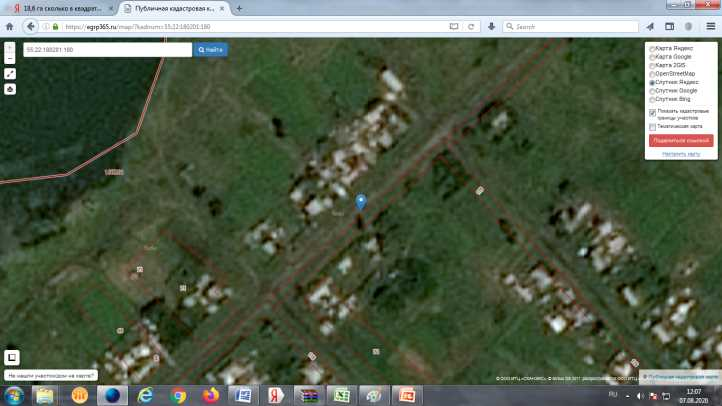 18,6 га сколько в квадрат...
Публичная кадастровая к...
https://egrp365.ru/map/?kadnum=55:22:180201:180
Search
55:22:180201:180
Найти
Карта Яндекс
Карта Google
Карта 2GIS
OpenStreetMap
Спутник Яндекс
Спутник Google
Спутник Bing
Показать кадастровые
границы участков
Тематическая карта
Поделиться ссылкой
Настроить карту
Не нашли участок/дом на карте?
Публичная кадастровая карта
RU
12:07
07.08.2020